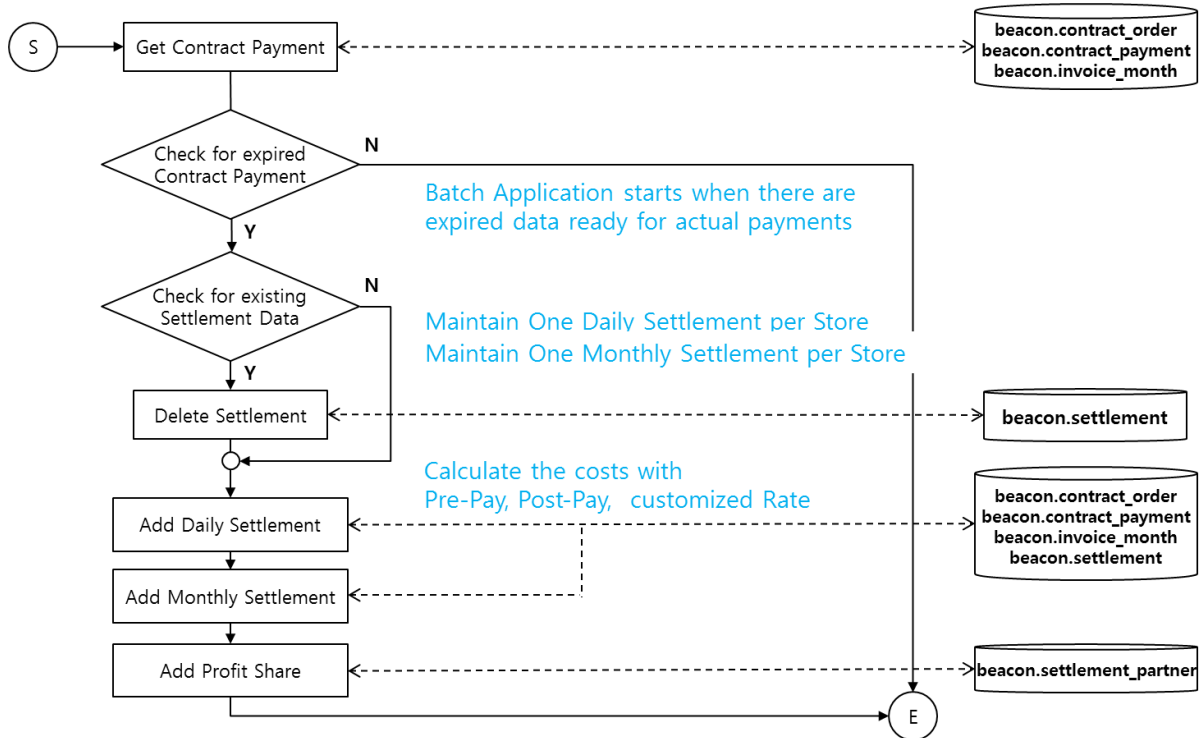 S
Get Contract Payment
beacon.contract_order
beacon.contract_payment
beacon.invoice_month
Check for expired
Contract Payment
N
Batch Application starts when there are
expired data ready for actual payments
Y
Check for existing
Settlement Data
N
Maintain One Daily Settlement per Store
Maintain One Monthly Settlement per Store
Y
Delete Settlement
beacon.settlement
Calculate the costs with
Pre-Pay, Post-Pay, customized Rate
Add Daily Settlement
beacon.contract_order
beacon.contract_payment
beacon.invoice_month
beacon.settlement
Add Monthly Settlement
Add Profit Share
beacon.settlement_partner
E